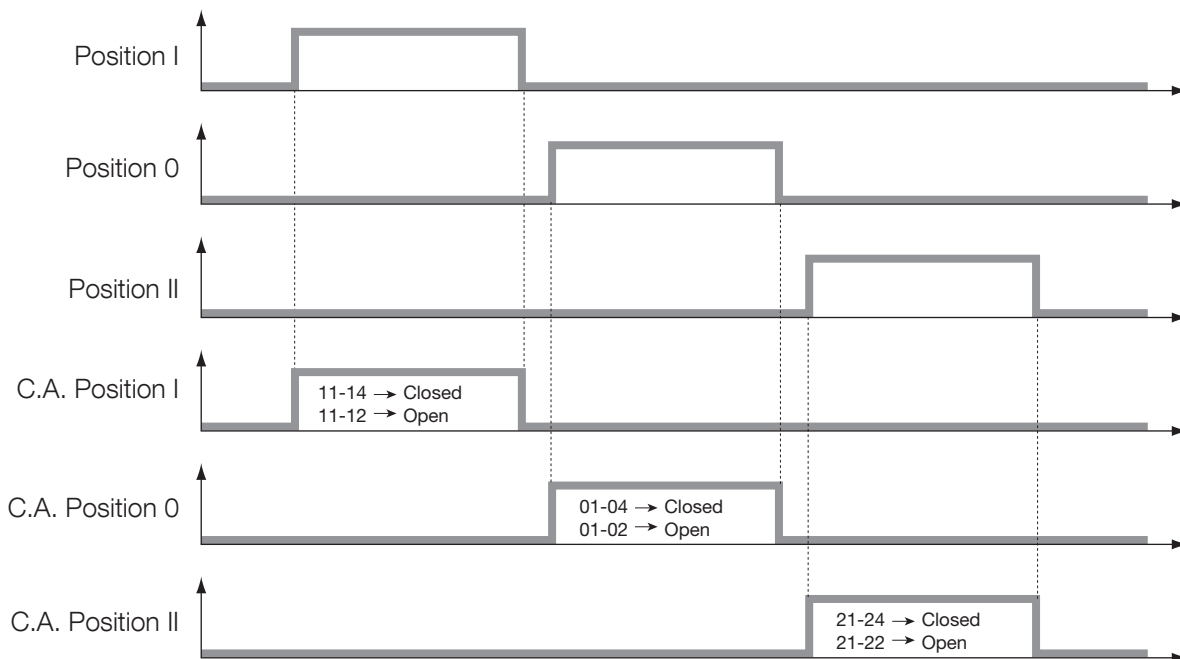 Position I
Position 0
Position II
C.A. Position I
11-14 → Closed
11-12 → Open
C.A. Position 0
01-04 → Closed
01-02 → Open
C.A. Position II
21-24 → Closed
21-22 → Open